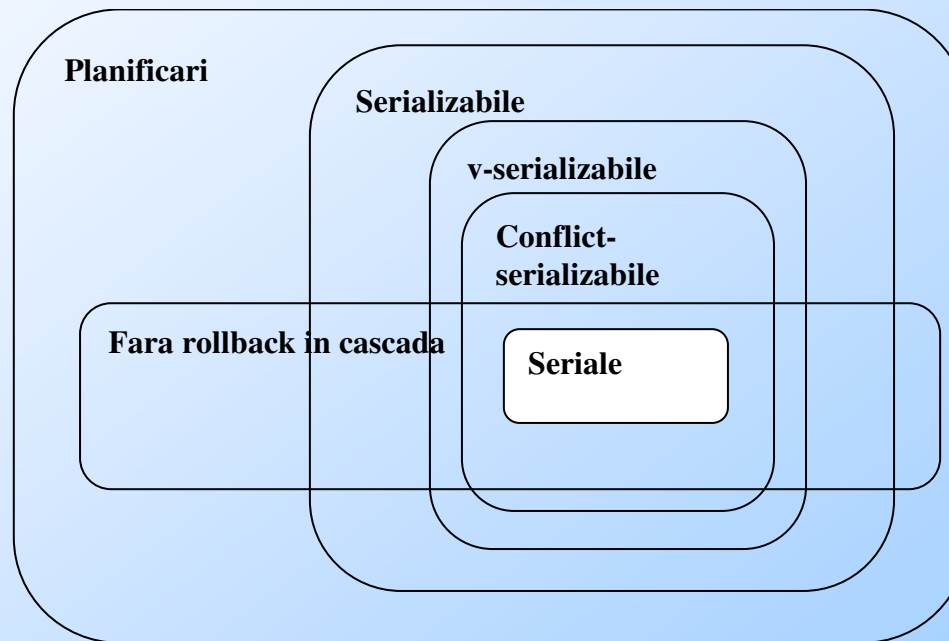 Planificari
Serializabile
v-serializabile
Conflict-
serializabile
Fara rollback in cascada
Seriale